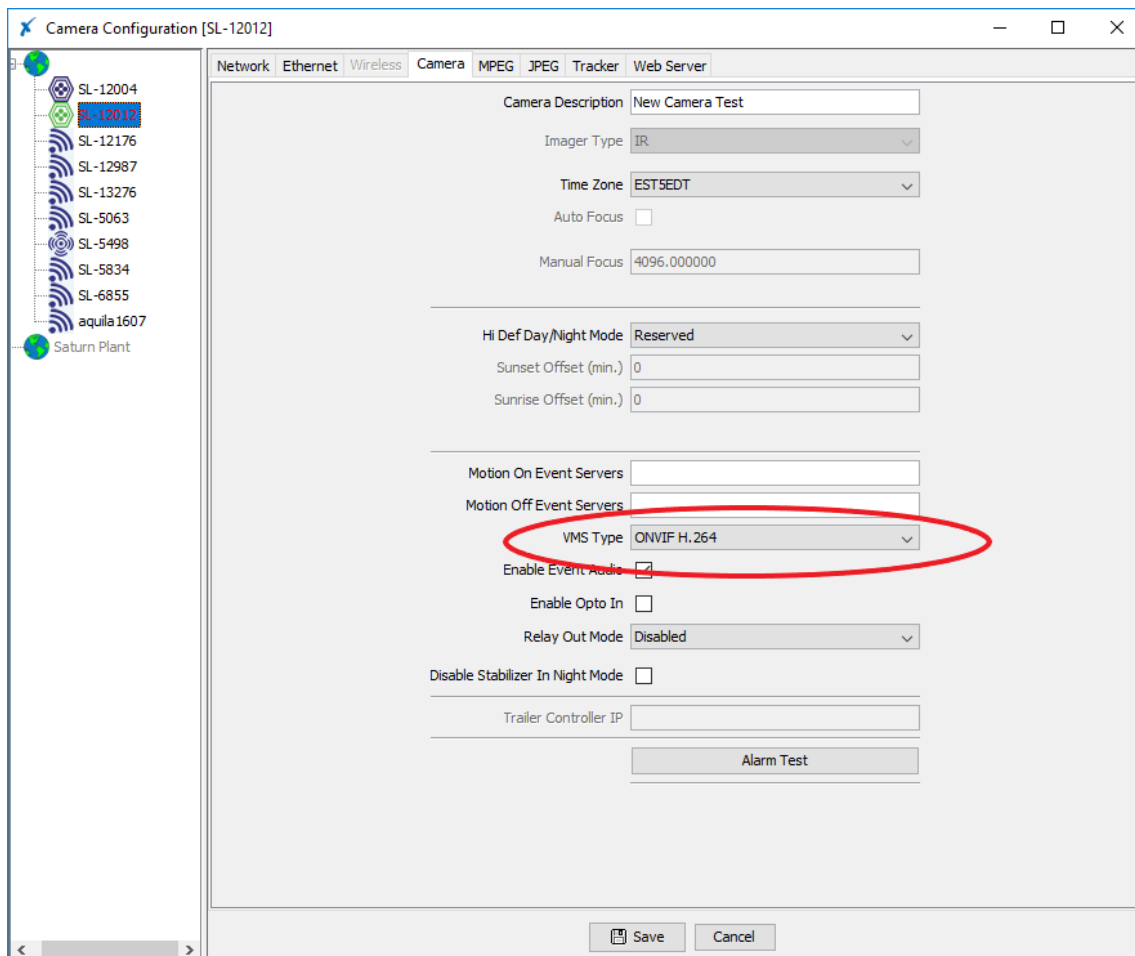 Camera Configuration [SL-12012]
SL-12004
SL-12012
SL-12176
SL-12987
SL-13276
SL-5063
SL-5498
SL-5834
SL-6855
aquila1607
Saturn Plant
Network Ethernet Wireless Camera MPEG JPEG Tracker Web Server
Camera Description New Camera Test
Imager Type IR
Time Zone EST5EDT
Auto Focus
Manual Focus 4096.000000
Hi Def Day/Night Mode Reserved
Sunset Offset (min.) 0
Sunrise Offset (min.) 0
Motion On Event Servers
Motion Off Event Servers
VMS Type ONVIF H.264
Enable Event Audio
Enable Opto In
Relay Out Mode Disabled
Disable Stabilizer In Night Mode
Trailer Controller IP
Alarm Test
Save Cancel